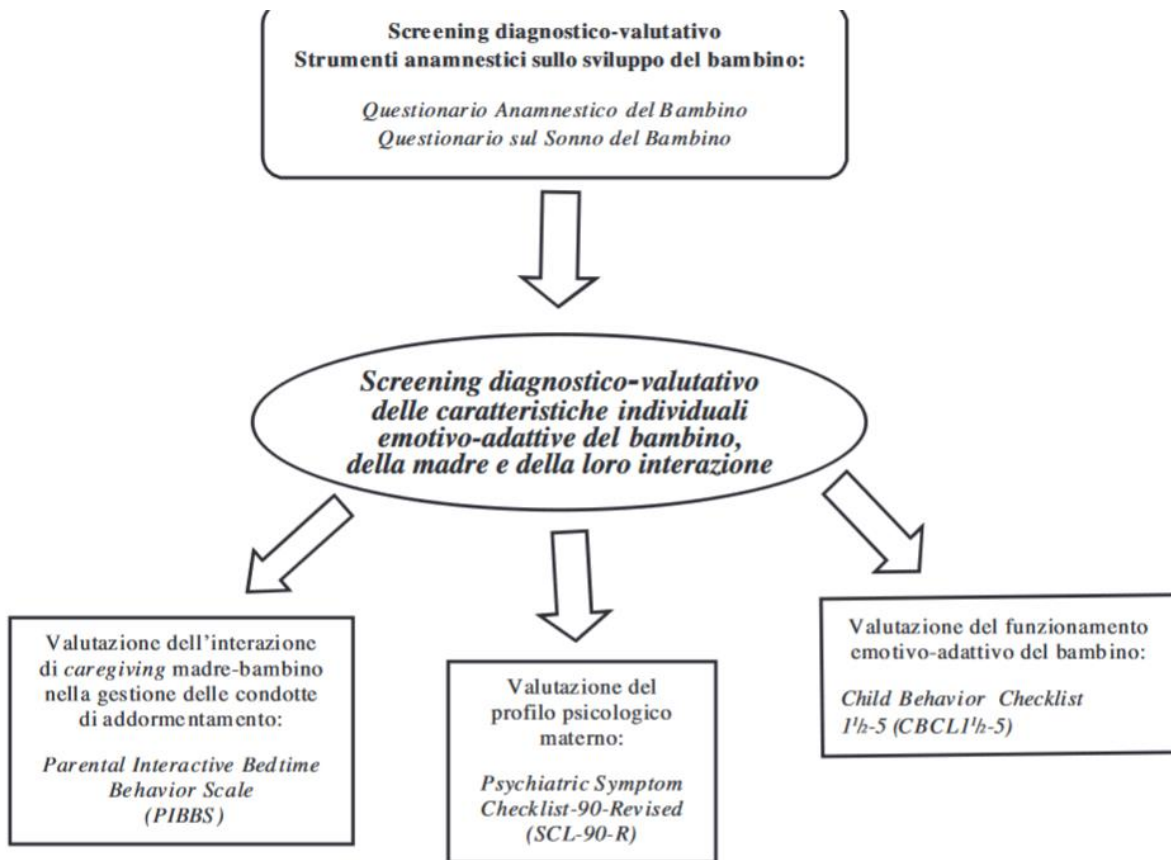 Screening diagnostico-valutativo
Strumenti anamnestici sullo sviluppo del bambino:
Questionario Anamnestico del Bambino
Questionario sul Sonno del Bambino
Screening diagnostico-valutativo
delle caratteristiche individuali
emotivo-adattive del bambino,
della madre e della loro interazione
Valutazione dell'interazione
di caregiving madre-bambino
nella gestione delle condotte
di addormentamento:
Parental Interactive Bedtime
Behavior Scale
(PIBBS)
Valutazione del
profilo psicologico
materno:
Psychiatric Symptom
Checklist-90-Revised
(SCL-90-R)
Valutazione del funzionamento
emotivo-adattivo del bambino:
Child Behavior Checklist
1½-5 (CBCL1½-5)